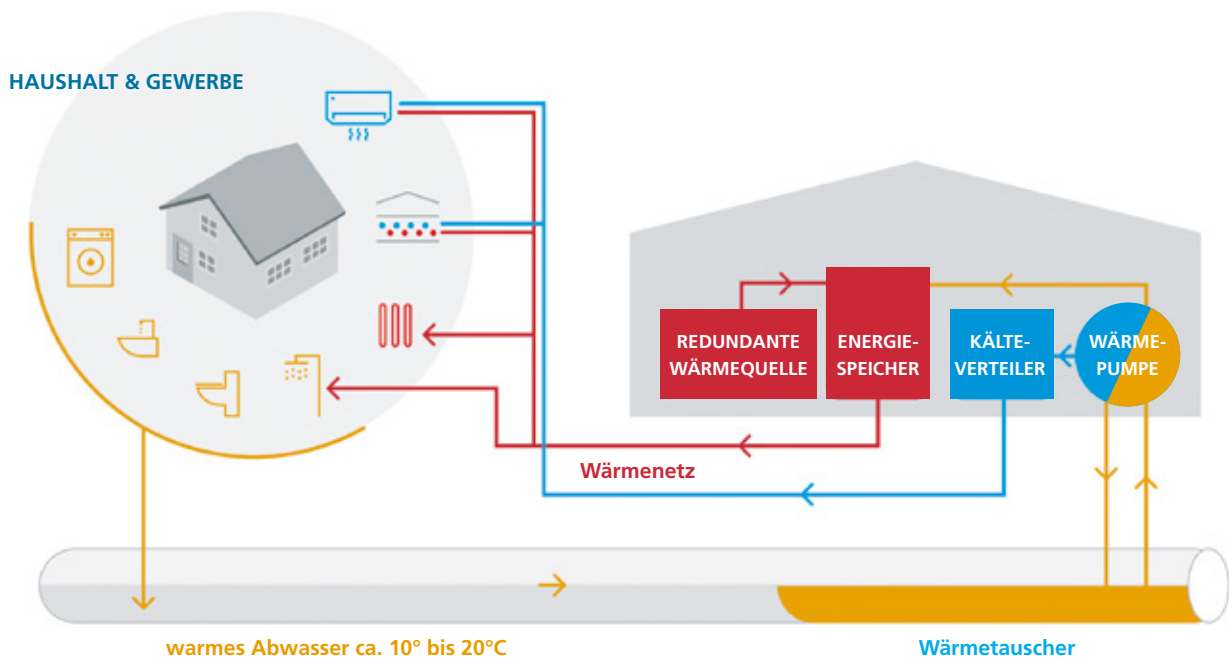 HAUSHALT & GEWERBE
REDUNDANTE
WÄRMEQUELLE
ENERGIE-
SPEICHER
KÄLTE-
VERTEILER
WÄRME-
PUMPE
Wärmenetz
warmes Abwasser ca. 10° bis 20°C
Wärmetauscher